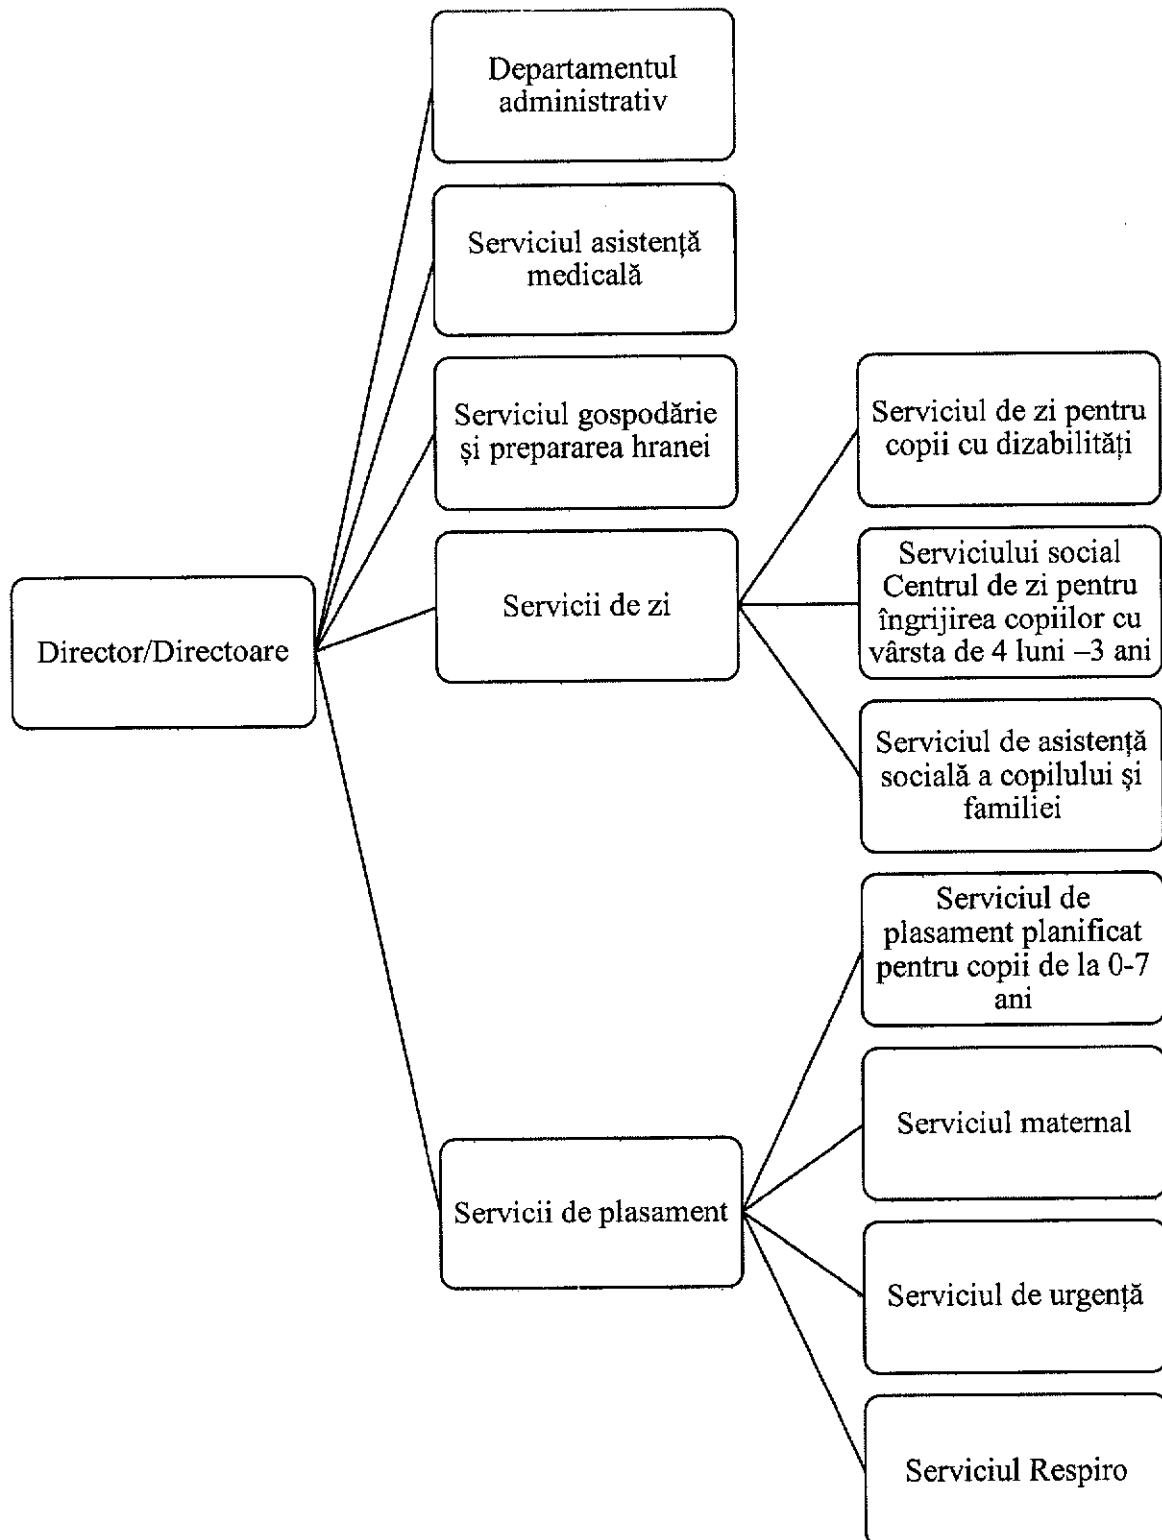 Departamentul
administrativ
Serviciul asistență
medicală
Serviciul gospodărie
și prepararea hranei
Serviciul de zi pentru
copii cu dizabilități
Director/Directoare
Servicii de zi
Serviciului social
Centrul de zi pentru
îngrijirea copiilor cu
vârsta de 4 luni –3 ani
Serviciul de asistență
socială a copilului și
familiei
Serviciul de
plasament planificat
pentru copii de la 0-7
ani
Serviciul maternal
Servicii de plasament
Serviciul de urgență
Serviciul Respiro